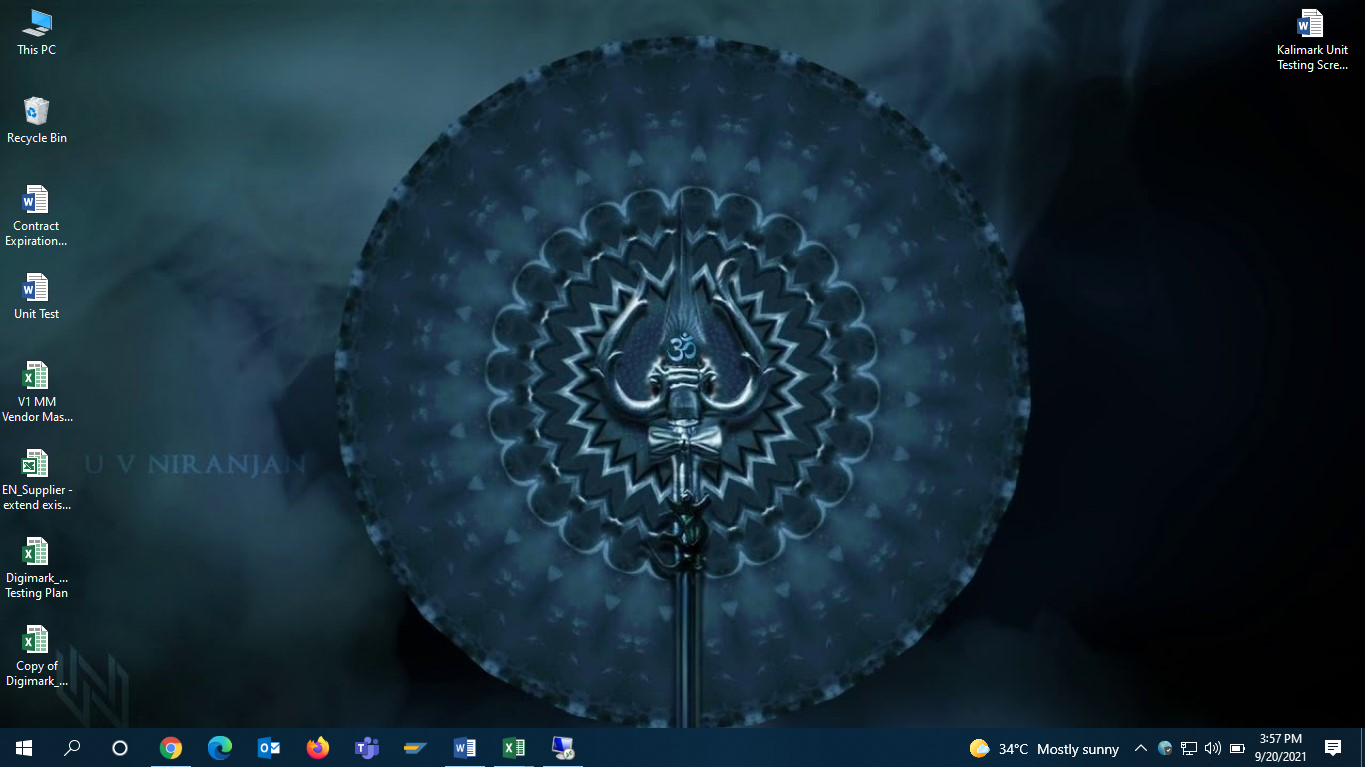 This PC
Recycle Bin
Contract
Expiration...
Unit Test
V1 MM
Vendor Mas...
EN_Supplier -
extend exis...
Digimark_...
Testing Plan
Copy of
Digimark_...
Kalimark Unit
Testing Scre...
U V NIRANJAN
ॐ
34°C Mostly sunny
3:57 PM
9/20/2021